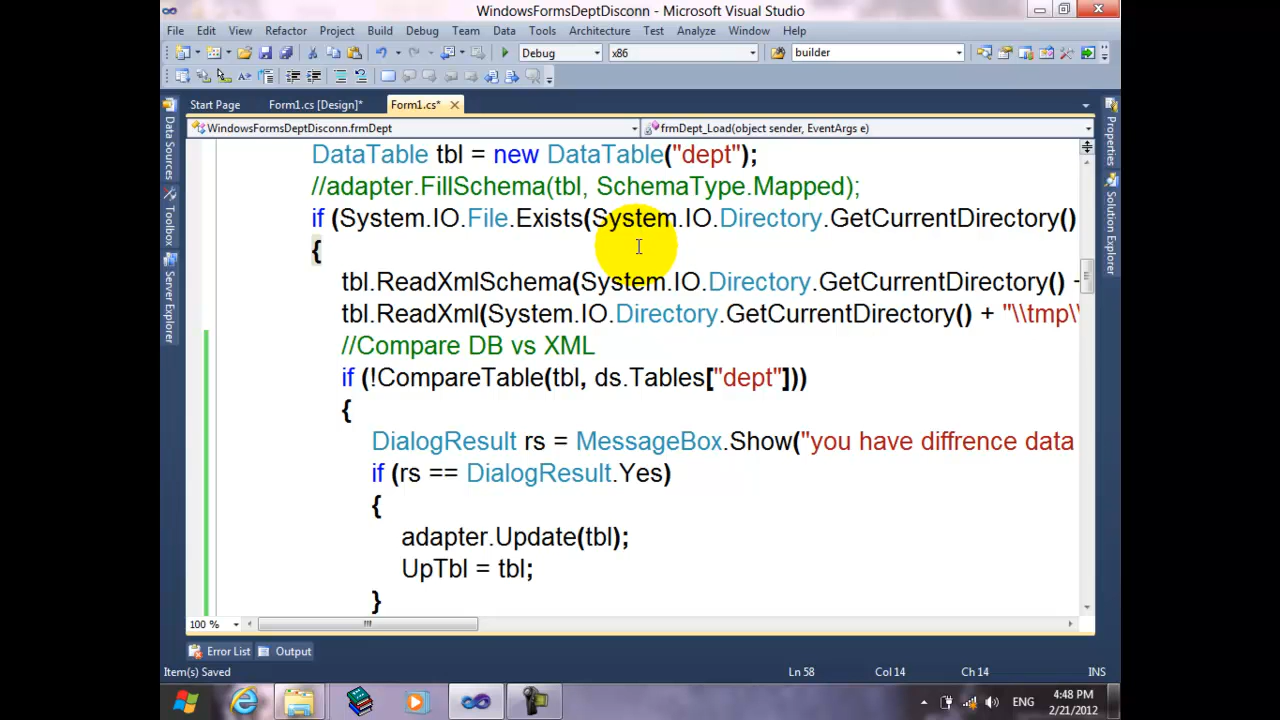 WindowsFormsDeptDisconn - Microsoft Visual Studio
File Edit View Refactor Project Build Debug Team Data Tools Architecture Test Analyze Window Help
Debug x86 builder
Start Page Form1.cs [Design]* Form1.cs*
WindowsFormsDeptDisconn.frmDept frmDept_Load(object sender, EventArgs e)
Data Sources
Toolbox
Server Explorer
Properties
Solution Explorer
DataTable tbl = new DataTable("dept");
//adapter.FillSchema(tbl, SchemaType.Mapped);
if (System.IO.File.Exists(System.IO.Directory.GetCurrentDirectory()
{
tbl.ReadXmlSchema(System.IO.Directory.GetCurrentDirectory() +
tbl.ReadXml(System.IO.Directory.GetCurrentDirectory() + "\\tmp\
//Compare DB vs XML
if (!CompareTable(tbl, ds.Tables["dept"]))
{
DialogResult rs = MessageBox.Show("you have diffrence data
if (rs == DialogResult.Yes)
{
adapter.Update(tbl);
UpTbl = tbl;
}
100 %
Error List Output
Item(s) Saved Ln 58 Col 14 Ch 14 INS
ENG 4:48 PM
2/21/2012